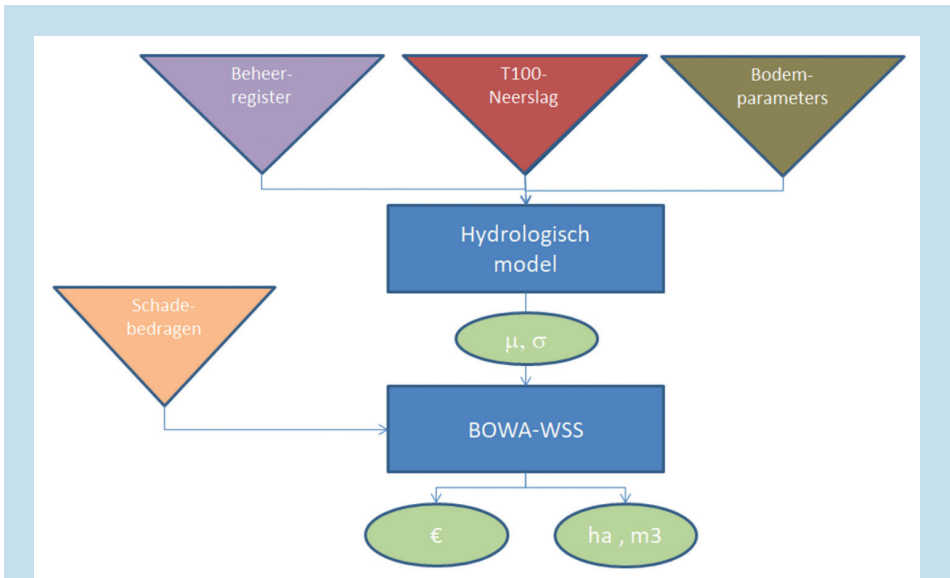 Beheer-
register
T100-
Neerslag
Bodem-
parameters
Hydrologisch
model
Schade-
bedragen
μ, σ
BOWA-WSS
€
ha , m3